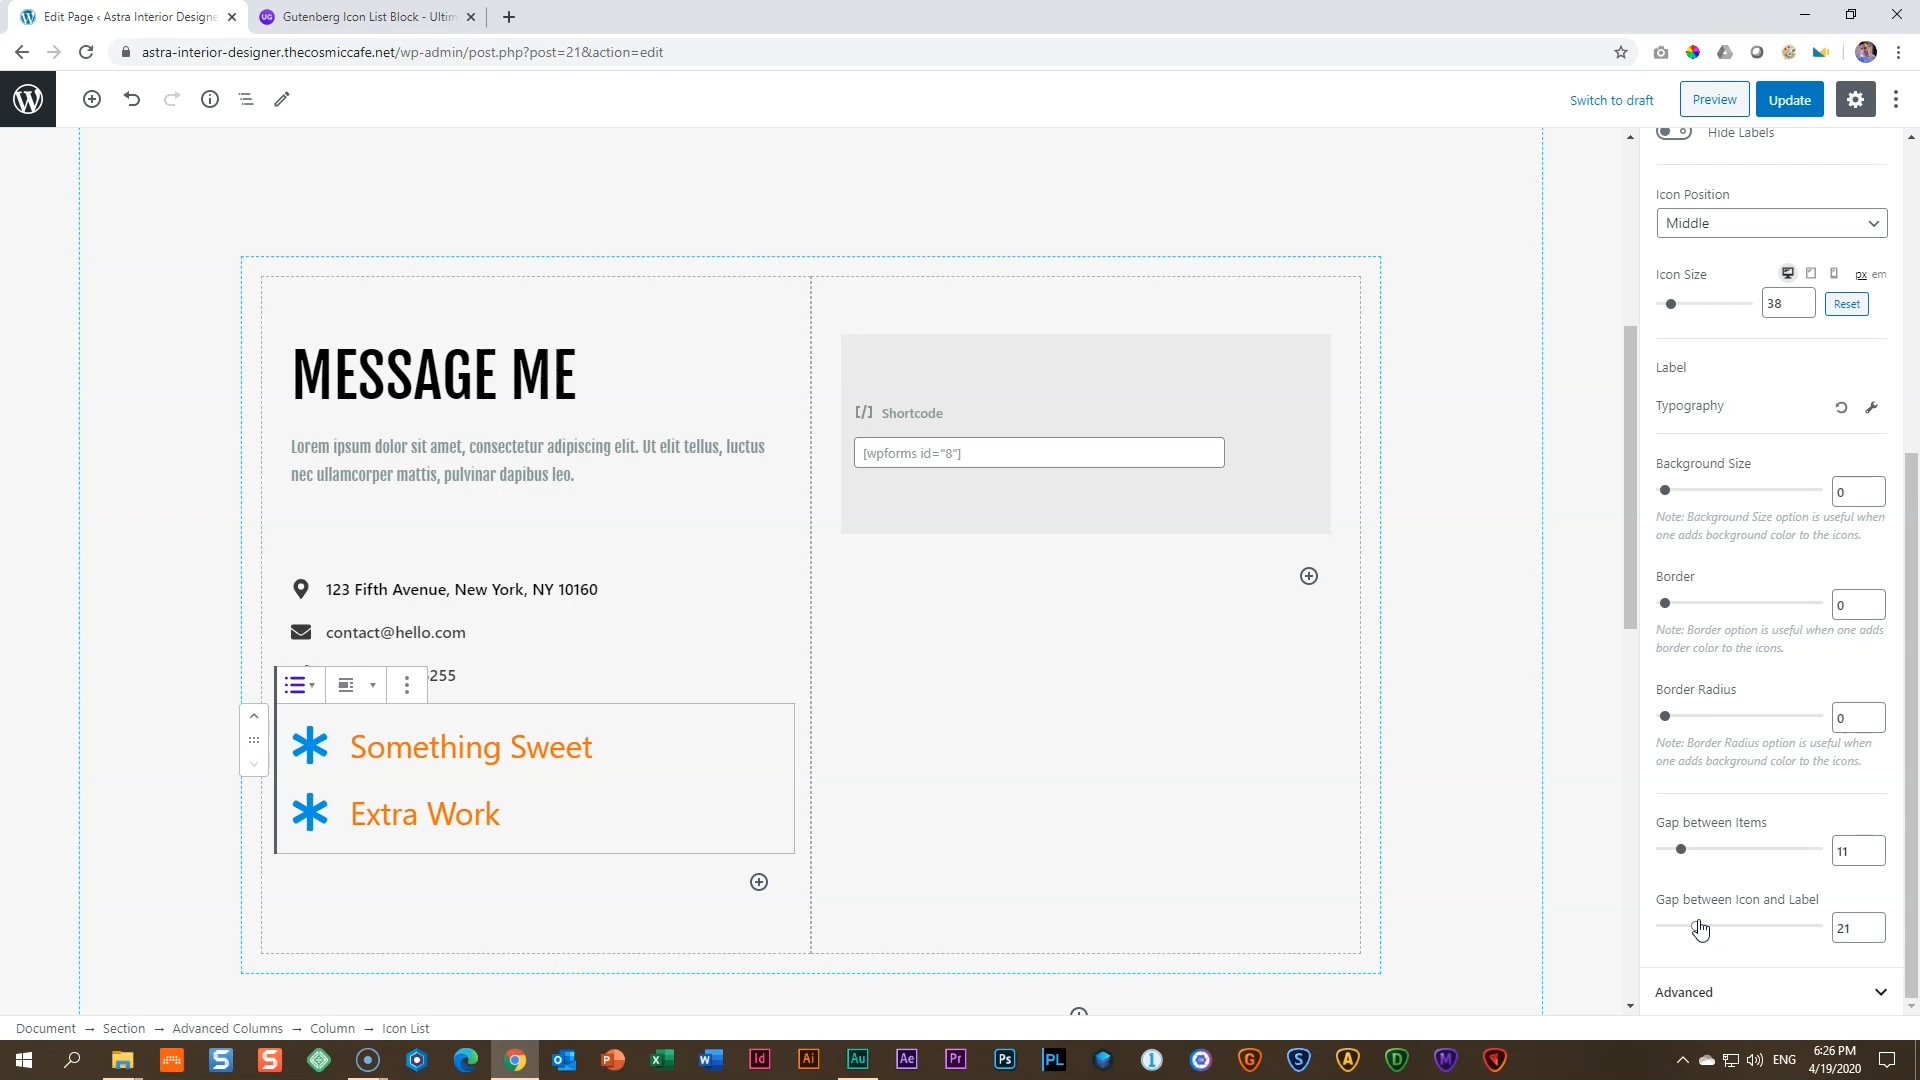 Edit Page ‹ Astra Interior Designe
Gutenberg Icon List Block - Ultim
astra-interior-designer.thecosmiccafe.net/wp-admin/post.php?post=21&action=edit
Switch to draft
Preview
Update
Hide Labels
Icon Position
Middle
Icon Size
px em
38
Reset
Label
Typography
Background Size
0
Note: Background Size option is useful when
one adds background color to the icons.
Border
0
Note: Border option is useful when one adds
border color to the icons.
Border Radius
0
Note: Border Radius option is useful when
one adds background color to the icons.
Gap between Items
11
Gap between Icon and Label
21
Advanced
MESSAGE ME
Lorem ipsum dolor sit amet, consectetur adipiscing elit. Ut elit tellus, luctus
nec ullamcorper mattis, pulvinar dapibus leo.
[/] Shortcode
[wpforms id="8"]
123 Fifth Avenue, New York, NY 10160
contact@hello.com
255
Something Sweet
Extra Work
Document → Section → Advanced Columns → Column → Icon List
ENG
6:26 PM
4/19/2020